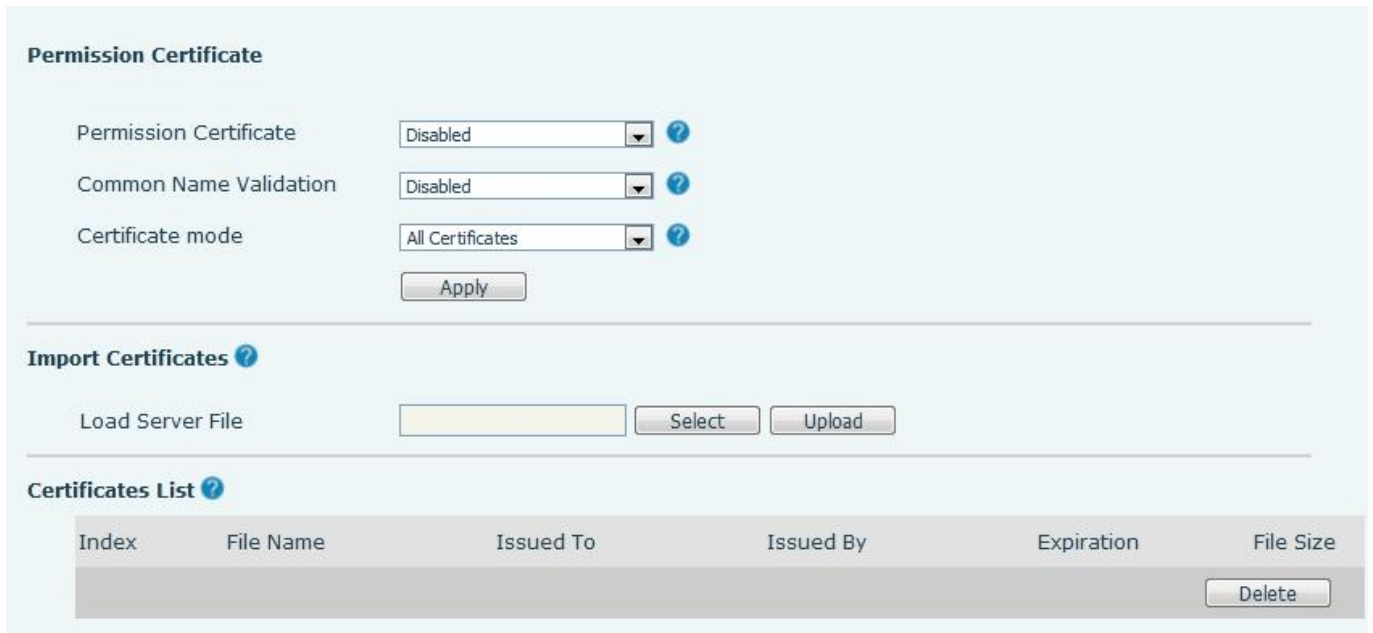 Permission Certificate
Permission Certificate Disabled ?
Common Name Validation Disabled ?
Certificate mode All Certificates ?
Apply
Import Certificates ?
Load Server File Select Upload
Certificates List ?
Index File Name Issued To Issued By Expiration File Size
Delete